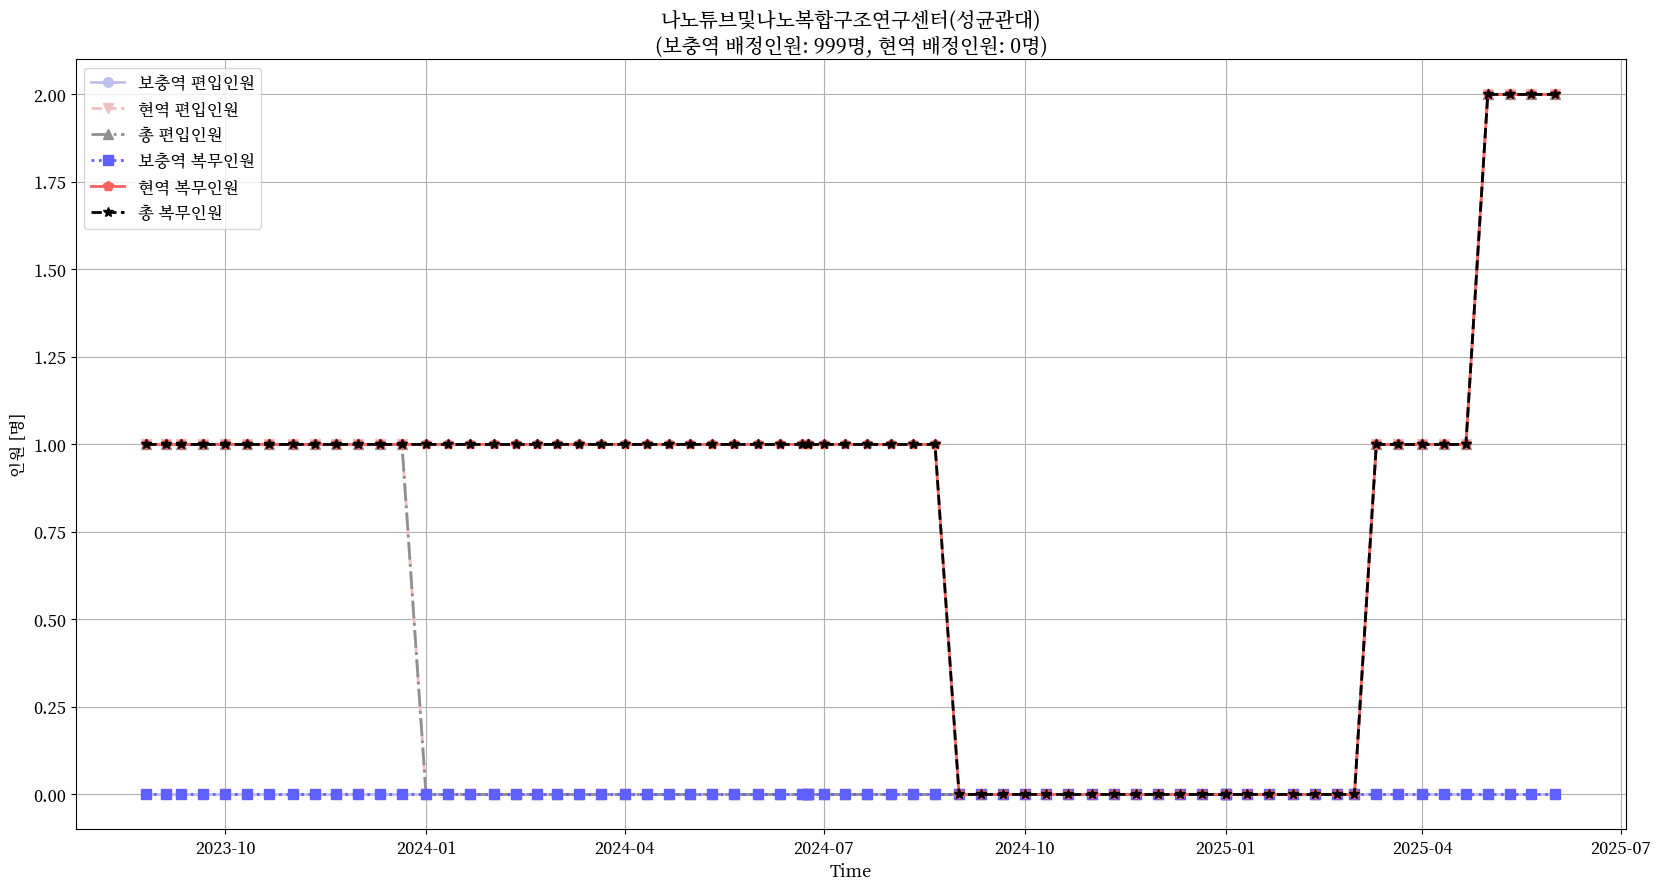 나노튜브및나노복합구조연구센터(성균관대)
(보충역 배정인원: 999명, 현역 배정인원: 0명)
보충역 편입인원
현역 편입인원
총 편입인원
보충역 복무인원
현역 복무인원
총 복무인원
인원 [명]
2.00
1.75
1.50
1.25
1.00
0.75
0.50
0.25
0.00
2023-10
2024-01
2024-04
2024-07
2024-10
2025-01
2025-04
2025-07
Time